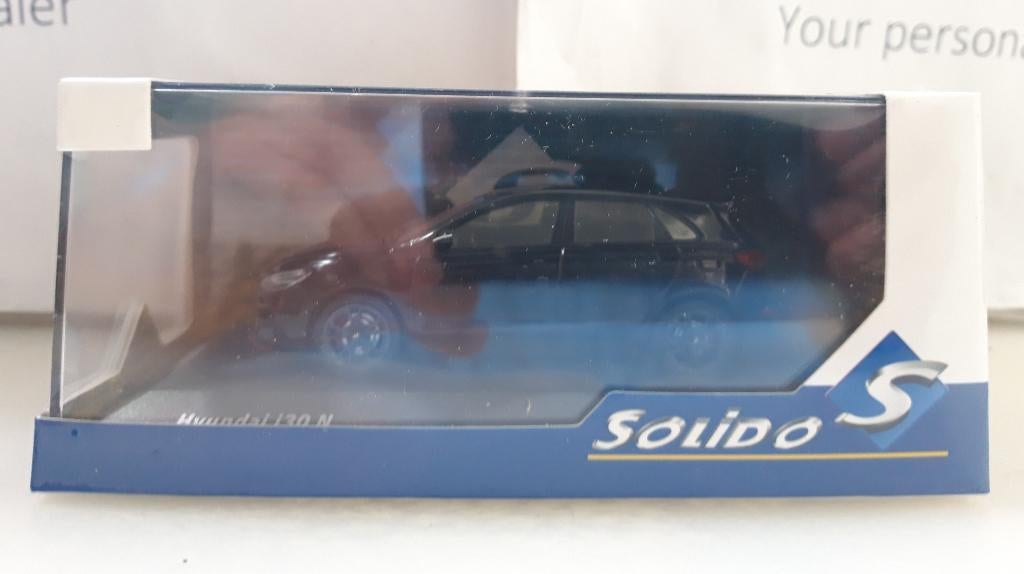 aler
Your persona
Hyundai i30 N
SOLIDO S